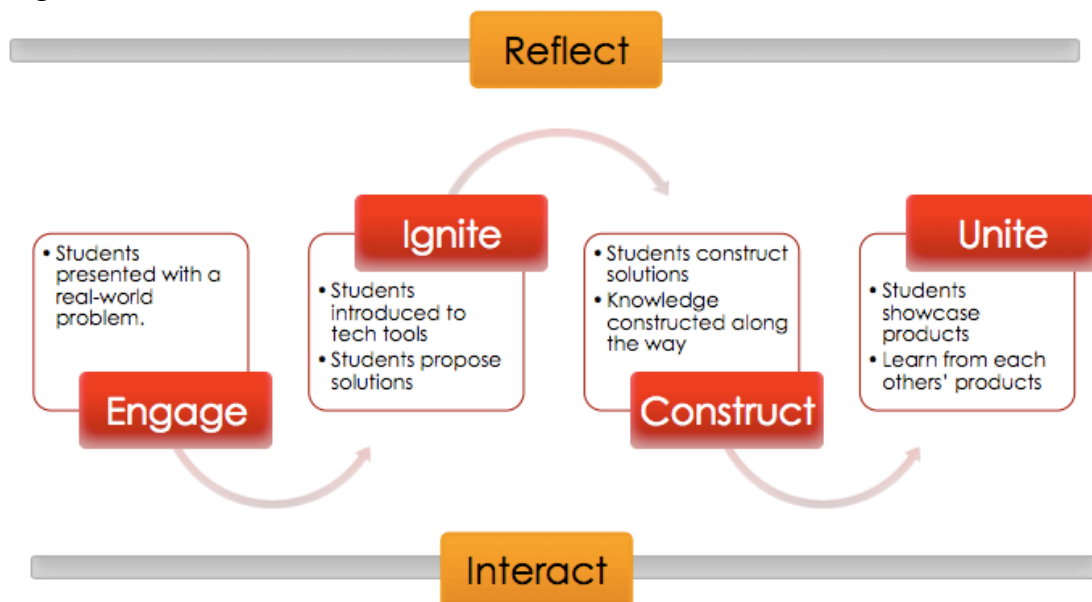 Reflect
• Students
presented with a
real-world
problem.
Engage
Ignite
• Students
introduced to
tech tools
• Students propose
solutions
• Students construct
solutions
• Knowledge
constructed along
the way
Construct
Unite
• Students
showcase
products
• Learn from each
others' products
Interact